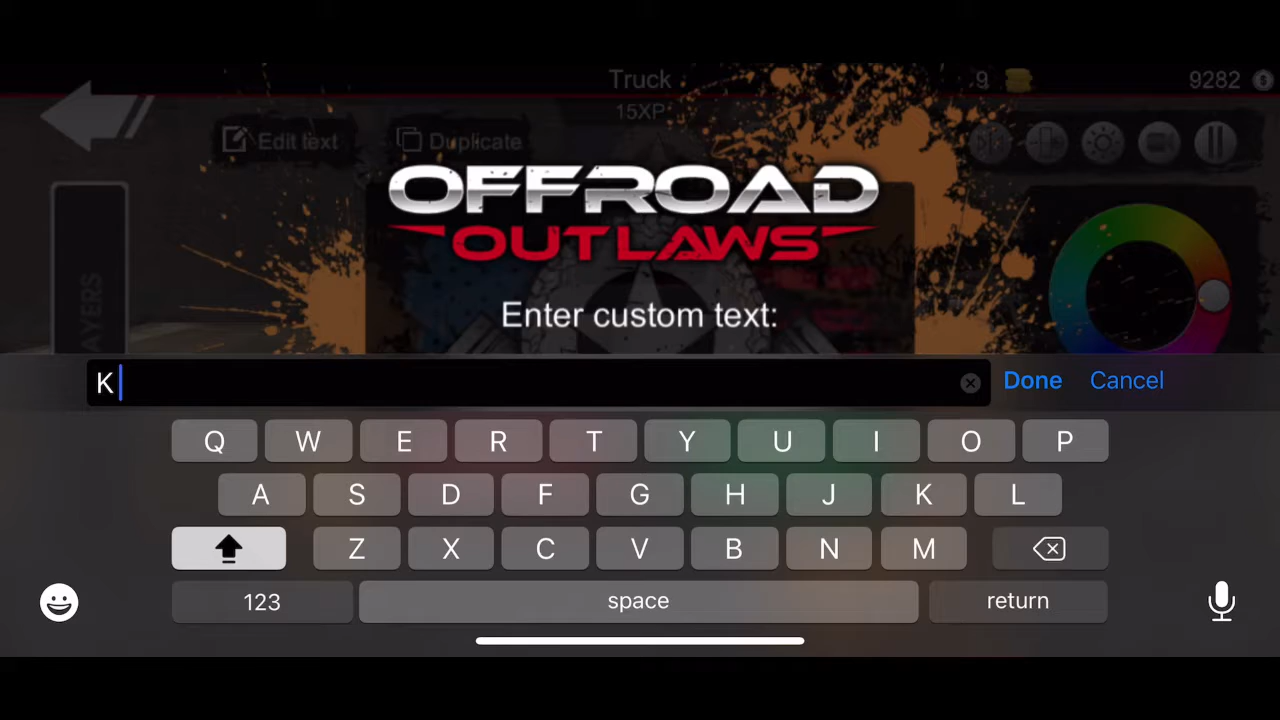 Truck
9
9282
15XP
Edit text
Duplicate
OFFROAD
OUTLAWS
Enter custom text:
K
Done
Cancel
Q W E R T Y U I O P
A S D F G H J K L
Z X C V B N M
123
space
return